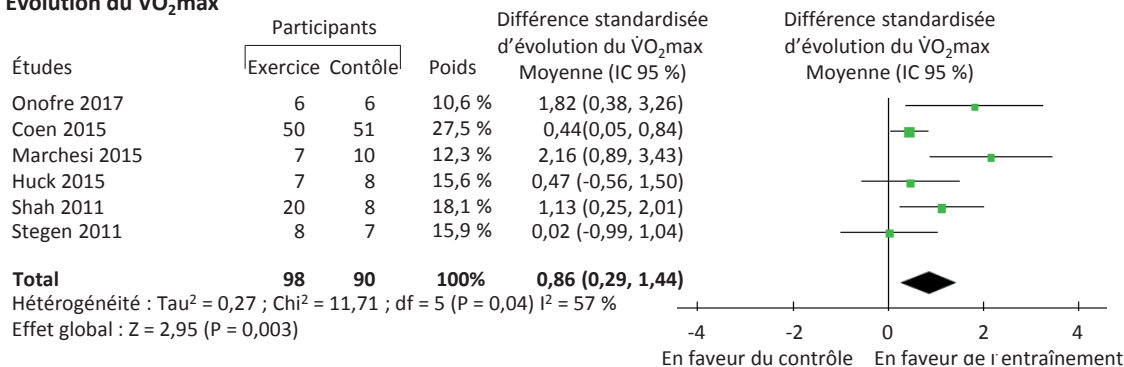 Évolution du V̇O2max
Participants
Différence standardisée
d'évolution du V̇O2max
Moyenne (IC 95 %)
Différence standardisée
d'évolution du V̇O2max
Moyenne (IC 95 %)
Études Exercice Contôle Poids
Onofre 2017 6 6 10,6 % 1,82 (0,38, 3,26)
Coen 2015 50 51 27,5 % 0,44(0,05, 0,84)
Marchesi 2015 7 10 12,3 % 2,16 (0,89, 3,43)
Huck 2015 7 8 15,6 % 0,47 (-0,56, 1,50)
Shah 2011 20 8 18,1 % 1,13 (0,25, 2,01)
Stegen 2011 8 7 15,9 % 0,02 (-0,99, 1,04)
Total 98 90 100% 0,86 (0,29, 1,44)
Hétérogénéité : Tau² = 0,27 ; Chi² = 11,71 ; df = 5 (P = 0,04) I² = 57 %
Effet global : Z = 2,95 (P = 0,003)
-4 -2 0 2 4
En faveur du contrôle En faveur de l'entraînement